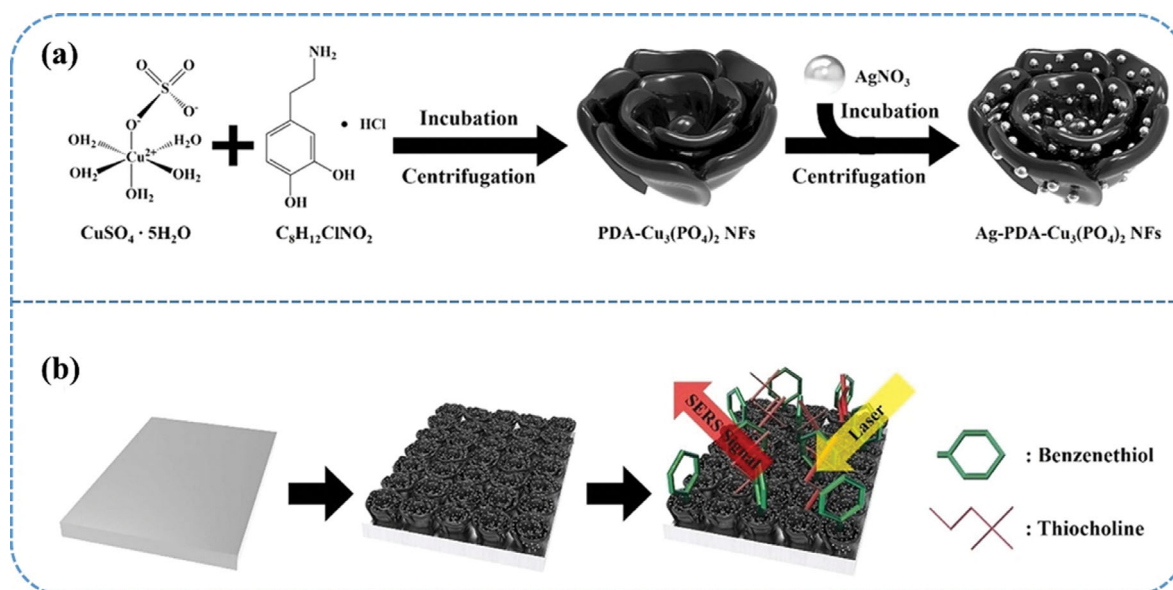 (a)
O
O
S
O⁻
O⁻
OH₂
H₂O
Cu²⁺
OH₂
OH₂
OH₂
CuSO₄ · 5H₂O
NH₂
• HCl
OH
OH
C₈H₁₂ClNO₂
Incubation
Centrifugation
PDA-Cu₃(PO₄)₂ NFs
AgNO₃
Incubation
Centrifugation
Ag-PDA-Cu₃(PO₄)₂ NFs
(b)
SERS Signal
Laser
: Benzenethiol
: Thiocholine